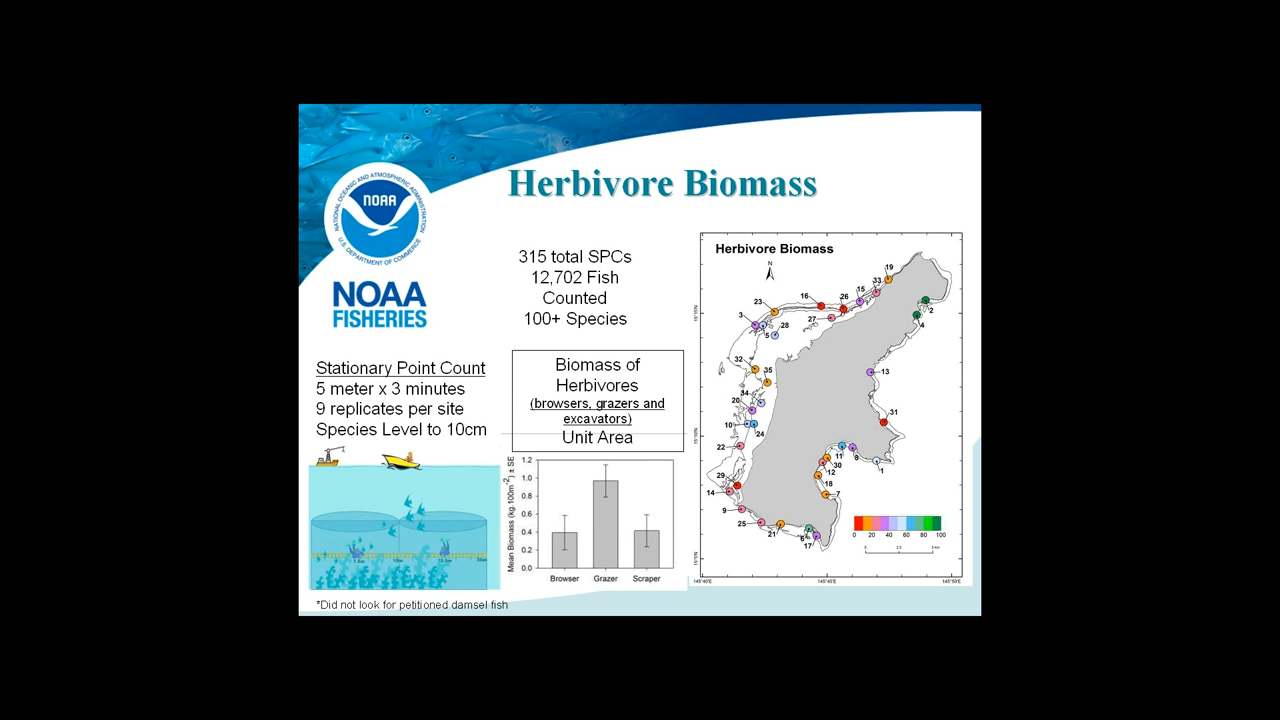 Herbivore Biomass
NATIONAL OCEANIC AND ATMOSPHERIC ADMINISTRATION
NOAA
U.S. DEPARTMENT OF COMMERCE
NOAA
FISHERIES
315 total SPCs
12,702 Fish
Counted
100+ Species
Stationary Point Count
5 meter x 3 minutes
9 replicates per site
Species Level to 10cm
Biomass of
Herbivores
(browsers, grazers and
excavators)
Unit Area
Mean Biomass (kg.100m-2) ± SE
1.2
1.0
0.8
0.6
0.4
0.2
0.0
Browser Grazer Scraper
7.5m 15m 30m
*Did not look for petitioned damsel fish
Herbivore Biomass
N
19
33
15
16
26
23
2
27
4
3
5
28
32
35
13
34
20
31
10
24
22
11
9
30
1
12
29
18
14
7
9
25
21
6
17
0 20 40 60 80 100
145°40'E 145°45'E 145°50'E